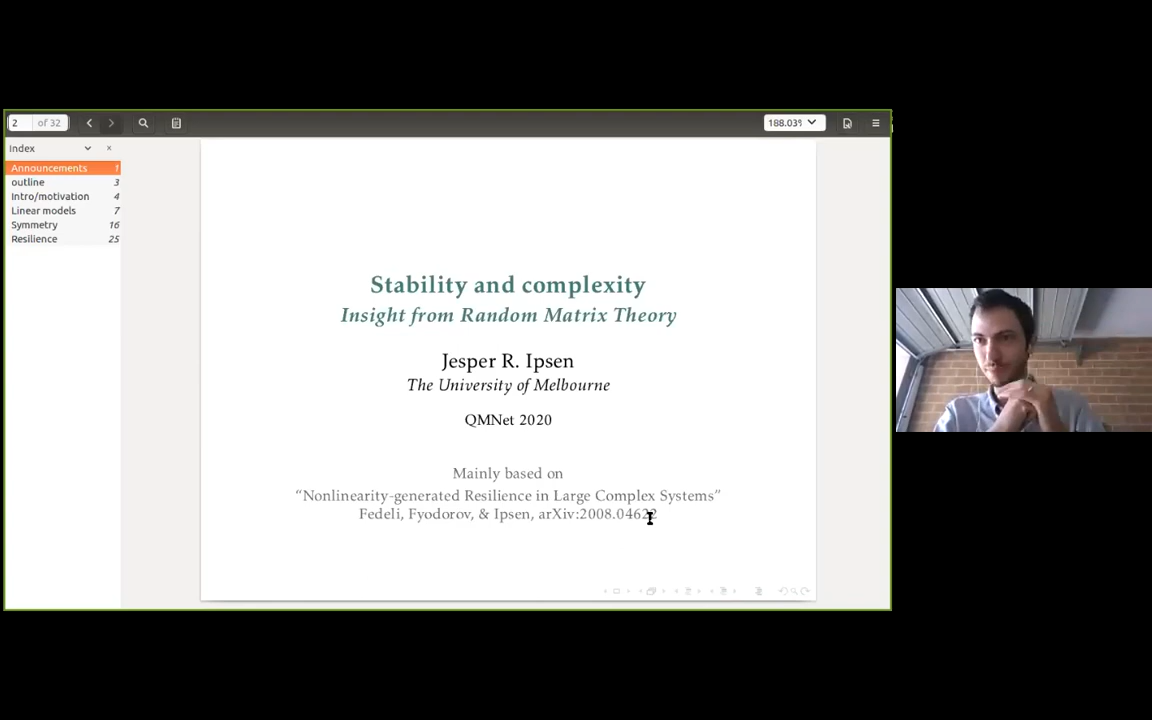 2 of 32
188.03%
Index
Announcements 1
outline 3
Intro/motivation 4
Linear models 7
Symmetry 16
Resilience 25
Stability and complexity
Insight from Random Matrix Theory
Jesper R. Ipsen
The University of Melbourne
QMNet 2020
Mainly based on
“Nonlinearity-generated Resilience in Large Complex Systems”
Fedeli, Fyodorov, & Ipsen, arXiv:2008.04622